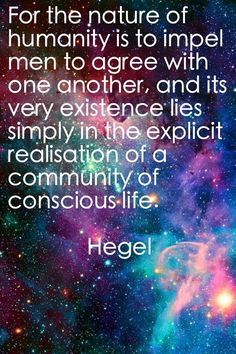 For the nature of
humanity is to impel
men to agree with
one another, and its
very existence lies
simply in the explicit
realisation of a
community of
conscious life.
Hegel